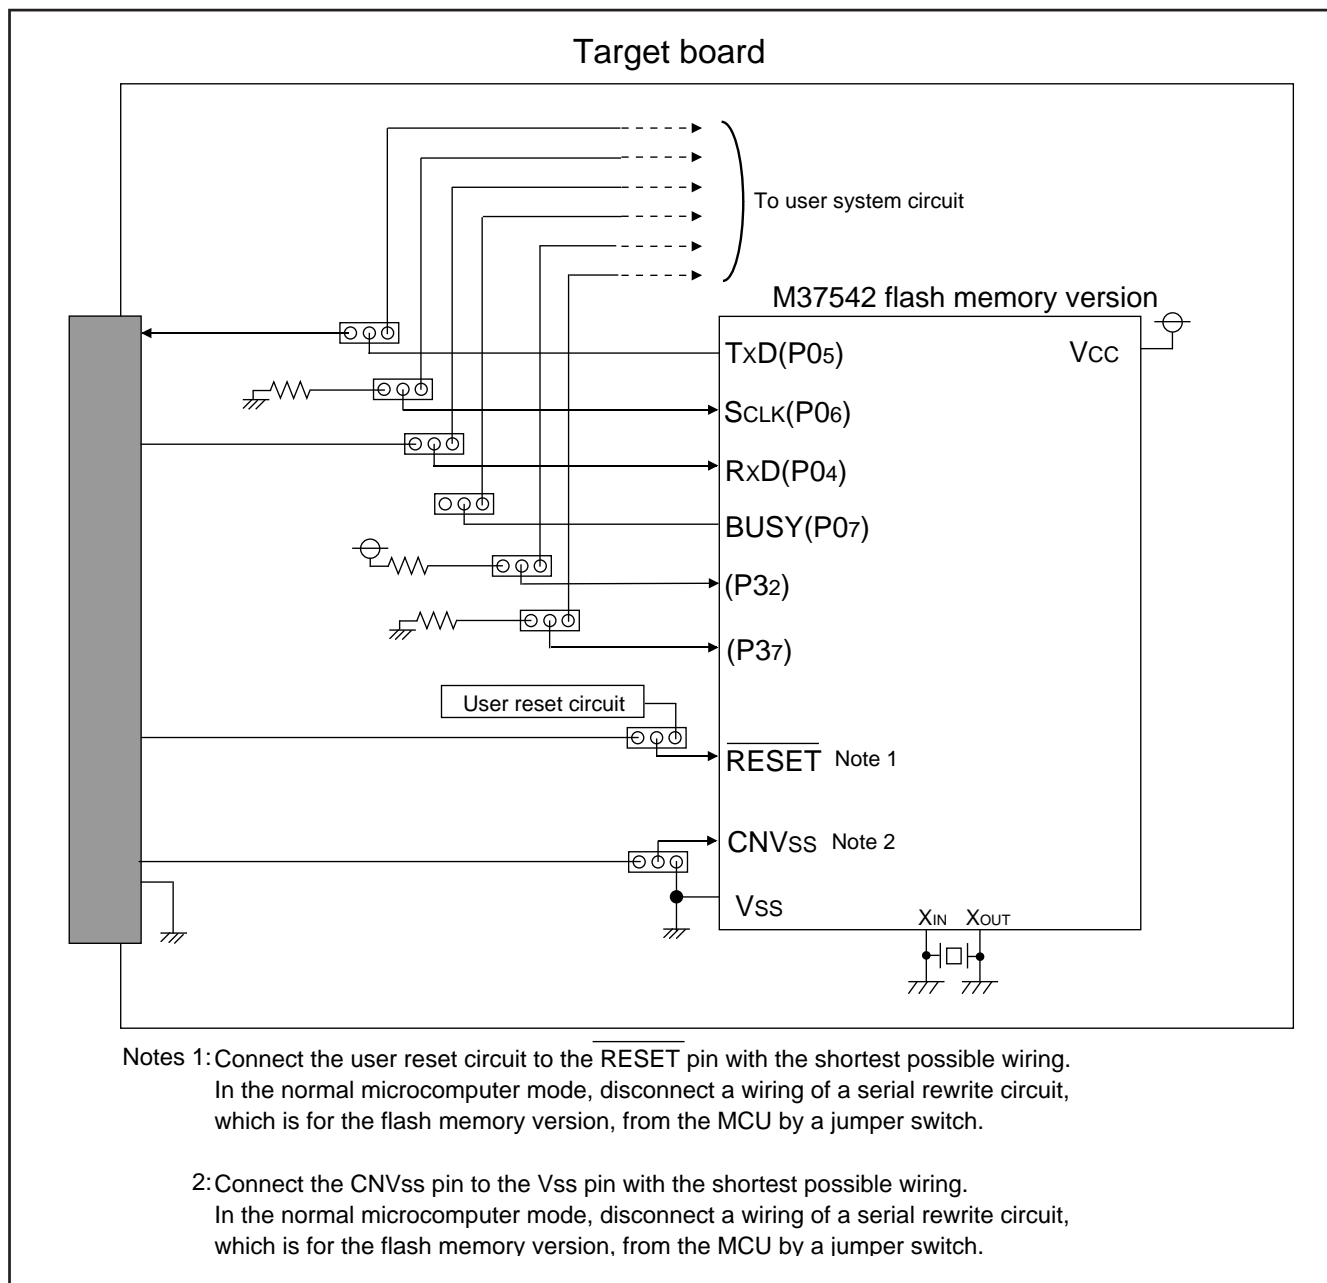 Target board
To user system circuit
M37542 flash memory version
TxD(P05)
VCC
SCLK(P06)
RxD(P04)
BUSY(P07)
(P32)
(P37)
User reset circuit
RESET Note 1
CNVSS Note 2
VSS
XIN XOUT
Notes 1: Connect the user reset circuit to the RESET pin with the shortest possible wiring.
In the normal microcomputer mode, disconnect a wiring of a serial rewrite circuit,
which is for the flash memory version, from the MCU by a jumper switch.
2: Connect the CNVss pin to the Vss pin with the shortest possible wiring.
In the normal microcomputer mode, disconnect a wiring of a serial rewrite circuit,
which is for the flash memory version, from the MCU by a jumper switch.